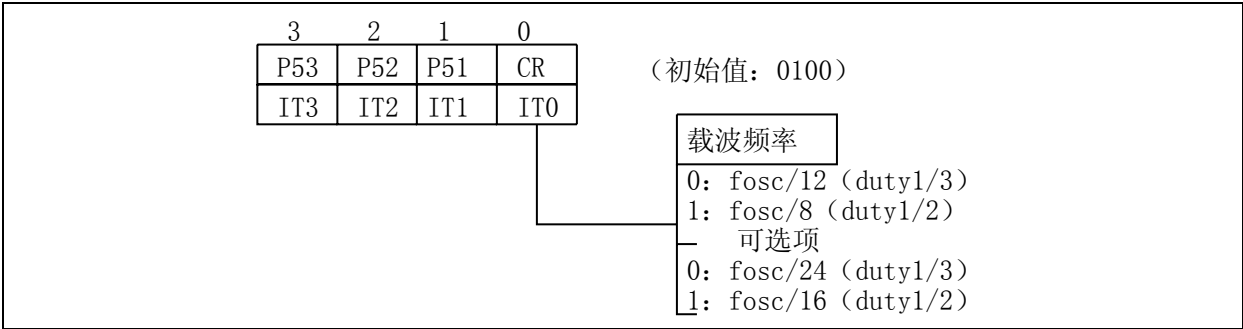 3 2 1 0
P53 P52 P51 CR （初始值：0100）
IT3 IT2 IT1 IT0
载波频率
0：fosc/12（duty1/3）
1：fosc/8（duty1/2）
可选项
0：fosc/24（duty1/3）
1：fosc/16（duty1/2）